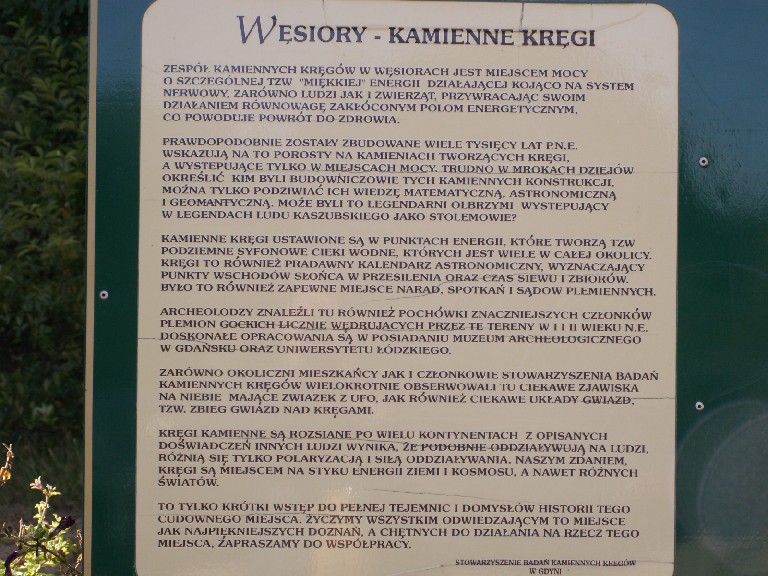 WĘSIORY - KAMIENNE KRĘGI
ZESPÓŁ KAMIENNYCH KRĘGÓW W WĘSIORACH JEST MIEJSCEM MOCY
O SZCZEGÓLNEJ TZW "MIĘKKIEJ" ENERGII DZIAŁAJĄCEJ KOJĄCO NA SYSTEM
NERWOWY, ZARÓWNO LUDZI JAK I ZWIERZĄT, PRZYWRACAJĄC SWOIM
DZIAŁANIEM RÓWNOWAGĘ ZAKŁÓCONYM POLOM ENERGETYCZNYM,
CO POWODUJE POWRÓT DO ZDROWIA.
PRAWDOPODOBNIE ZOSTAŁY ZBUDOWANE WIELE TYSIĘCY LAT P.N.E.
WSKAZUJĄ NA TO POROSTY NA KAMIENIACH TWORZĄCYCH KRĘGI,
A WYSTĘPUJĄCE TYLKO W MIEJSCACH MOCY. TRUDNO W MROKACH DZIEJÓW
OKREŚLIĆ KIM BYLI BUDOWNICZOWIE TYCH KAMIENNYCH KONSTRUKCJI,
MOŻNA TYLKO PODZIWIAĆ ICH WIEDZĘ MATEMATYCZNĄ, ASTRONOMICZNĄ
I GEOMANTYCZNĄ. MOŻE BYLI TO LEGENDARNI OLBRZYMI WYSTĘPUJĄCY
W LEGENDACH LUDU KASZUBSKIEGO JAKO STOLEMOWIE?
KAMIENNE KRĘGI USTAWIONE SĄ W PUNKTACH ENERGII, KTÓRE TWORZĄ TZW
PODZIEMNE SYFONOWE CIEKI WODNE, KTÓRYCH JEST WIELE W CAŁEJ OKOLICY.
KRĘGI TO RÓWNIEŻ PRADAWNY KALENDARZ ASTRONOMICZNY, WYZNACZAJĄCY
PUNKTY WSCHODÓW SŁOŃCA W PRZESILENIA ORAZ CZAS SIEWU I ZBIORÓW.
BYŁO TO RÓWNIEŻ ZAPEWNE MIEJSCE NARAD, SPOTKAŃ I SĄDÓW PLEMIENNYCH.
ARCHEOLODZY ZNALEŹLI TU RÓWNIEŻ POCHÓWKI ZNACZNIEJSZYCH CZŁONKÓW
PLEMION GOCKICH LICZNIE WĘDRUJĄCYCH PRZEZ TE TERENY W I I II WIEKU N.E.
DOSKONAŁE OPRACOWANIA SĄ W POSIADANIU MUZEUM ARCHEOLOGICZNEGO
W GDAŃSKU ORAZ UNIWERSYTETU ŁÓDZKIEGO.
ZARÓWNO OKOLICZNI MIESZKAŃCY JAK I CZŁONKOWIE STOWARZYSZENIA BADAŃ
KAMIENNYCH KRĘGÓW WIELOKROTNIE OBSERWOWALI TU CIEKAWE ZJAWISKA
NA NIEBIE MAJĄCE ZWIĄZEK Z UFO, JAK RÓWNIEŻ CIEKAWE UKŁADY GWIAZD,
TZW. ZBIEG GWIAZD NAD KRĘGAMI.
KRĘGI KAMIENNE SĄ ROZSIANE PO WIELU KONTYNENTACH Z OPISANYCH
DOŚWIADCZEŃ INNYCH LUDZI WYNIKA, ŻE PODOBNIE ODDZIAŁYWUJĄ NA LUDZI,
RÓŻNIĄ SIĘ TYLKO POLARYZACJĄ I SIŁĄ ODDZIAŁYWANIA. NASZYM ZDANIEM,
KRĘGI SĄ MIEJSCEM NA STYKU ENERGII ZIEMI I KOSMOSU, A NAWET RÓŻNYCH
ŚWIATÓW.
TO TYLKO KRÓTKI WSTĘP DO PEŁNEJ TEJEMNIC I DOMYSŁÓW HISTORII TEGO
CUDOWNEGO MIEJSCA. ŻYCZYMY WSZYSTKIM ODWIEDZAJĄCYM TO MIEJSCE
JAK NAJPIĘKNIEJSZYCH DOZNAŃ, A CHĘTNYCH DO DZIAŁANIA NA RZECZ TEGO
MIEJSCA, ZAPRASZAMY DO WSPÓŁPRACY.
STOWARZYSZENIE BADAŃ KAMIENNYCH KRĘGÓW
W GDYNI